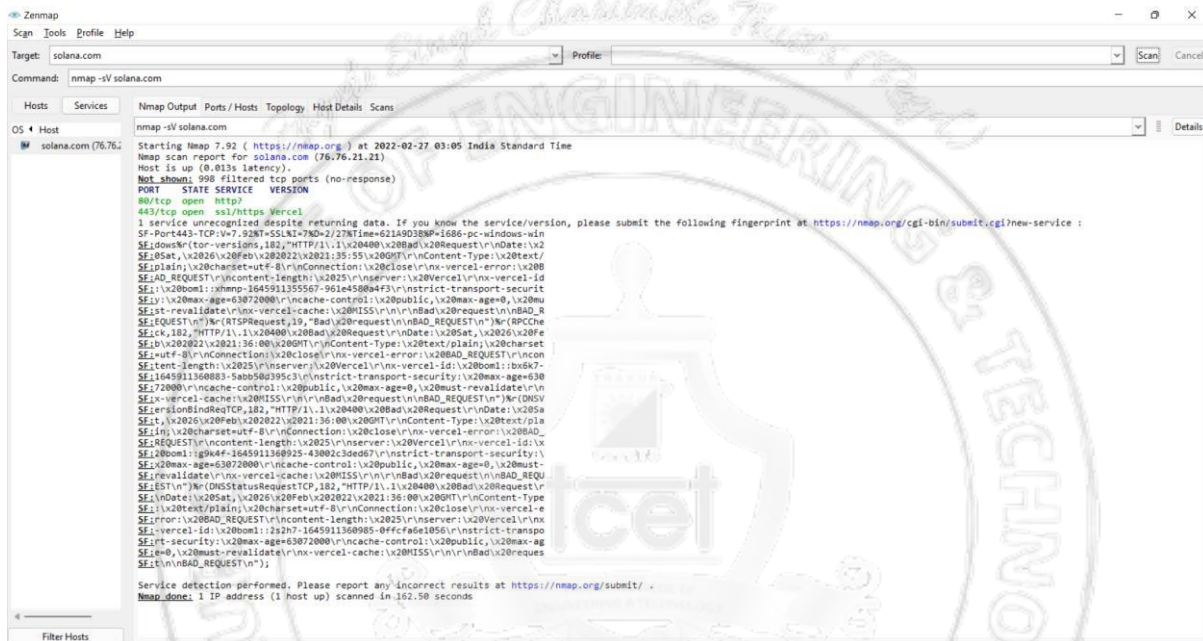 Zenmap
Scan Tools Profile Help
Target: solana.com Profile: Scan Cancel
Command: nmap -sV solana.com
Hosts Services Nmap Output Ports / Hosts Topology Host Details Scans
OS Host nmap -sV solana.com Details
solana.com (76.76.2
Starting Nmap 7.92 ( https://nmap.org ) at 2022-02-27 03:05 India Standard Time
Nmap scan report for solana.com (76.76.21.21)
Host is up (0.013s latency).
Not shown: 998 filtered tcp ports (no-response)
PORT STATE SERVICE VERSION
80/tcp open http?
443/tcp open ssl/https Vercel
1 service unrecognized despite returning data. If you know the service/version, please submit the following fingerprint at https://nmap.org/cgi-bin/submit.cgi?new-service :
SF-Port443-TCP:V=7.92%T=SSL%I=7%D=2/27%Time=621A9D3B%P=i686-pc-windows-win
SF:dows%r(tor-versions,182,"HTTP/1\.1\x20400\x20Bad\x20Request\r\nDate:\x2
SF:0Sat,\x2026\x20Feb\x202022\x2021:35:55\x20GMT\r\nContent-Type:\x20text/
SF:plain;\x20charset=utf-8\r\nConnection:\x20close\r\nx-vercel-error:\x20B
SF:AD_REQUEST\r\ncontent-length:\x2025\r\nserver:\x20Vercel\r\nx-vercel-id
SF::\x20bom1::xhmnp-1645911355567-961e4580a4f3\r\nstrict-transport-securit
SF:y:\x20max-age=63072000\r\ncache-control:\x20public,\x20max-age=0,\x20mu
SF:st-revalidate\r\nx-vercel-cache:\x20MISS\r\n\r\nBad\x20request\n\nBAD_R
SF:EQUEST\n")%r(RTSPRequest,19,"Bad\x20request\n\nBAD_REQUEST\n")%r(RPCChe
SF:ck,182,"HTTP/1\.1\x20400\x20Bad\x20Request\r\nDate:\x20Sat,\x2026\x20Fe
SF:b\x202022\x2021:36:00\x20GMT\r\nContent-Type:\x20text/plain;\x20charset
SF:=utf-8\r\nConnection:\x20close\r\nx-vercel-error:\x20BAD_REQUEST\r\ncon
SF:tent-length:\x2025\r\nserver:\x20Vercel\r\nx-vercel-id:\x20bom1::bx6k7-
SF:1645911360883-5abb50d395c3\r\nstrict-transport-security:\x20max-age=630
SF:72000\r\ncache-control:\x20public,\x20max-age=0,\x20must-revalidate\r\n
SF:x-vercel-cache:\x20MISS\r\n\r\nBad\x20request\n\nBAD_REQUEST\n")%r(DNSV
SF:ersionBindReqTCP,182,"HTTP/1\.1\x20400\x20Bad\x20Request\r\nDate:\x20Sa
SF:t,\x2026\x20Feb\x202022\x2021:36:00\x20GMT\r\nContent-Type:\x20text/pla
SF:in;\x20charset=utf-8\r\nConnection:\x20close\r\nx-vercel-error:\x20BAD_
SF:REQUEST\r\ncontent-length:\x2025\r\nserver:\x20Vercel\r\nx-vercel-id:\x
SF:20bom1::g9k4f-1645911360925-43002c3ded67\r\nstrict-transport-security:\
SF:x20max-age=63072000\r\ncache-control:\x20public,\x20max-age=0,\x20must-
SF:revalidate\r\nx-vercel-cache:\x20MISS\r\n\r\nBad\x20request\n\nBAD_REQU
SF:EST\n")%r(DNSStatusRequestTCP,182,"HTTP/1\.1\x20400\x20Bad\x20Request\r
SF:\nDate:\x20Sat,\x2026\x20Feb\x202022\x2021:36:00\x20GMT\r\nContent-Type
SF::\x20text/plain;\x20charset=utf-8\r\nConnection:\x20close\r\nx-vercel-e
SF:rror:\x20BAD_REQUEST\r\ncontent-length:\x2025\r\nserver:\x20Vercel\r\nx
SF:-vercel-id:\x20bom1::2s2h7-1645911360985-0ffcfa6e1056\r\nstrict-transpo
SF:rt-security:\x20max-age=63072000\r\ncache-control:\x20public,\x20max-ag
SF:e=0,\x20must-revalidate\r\nx-vercel-cache:\x20MISS\r\n\r\nBad\x20reques
SF:t\n\nBAD_REQUEST\n");
Service detection performed. Please report any incorrect results at https://nmap.org/submit/ .
Nmap done: 1 IP address (1 host up) scanned in 162.50 seconds
Filter Hosts
OF ENGINEERING & TECHNO
tcet